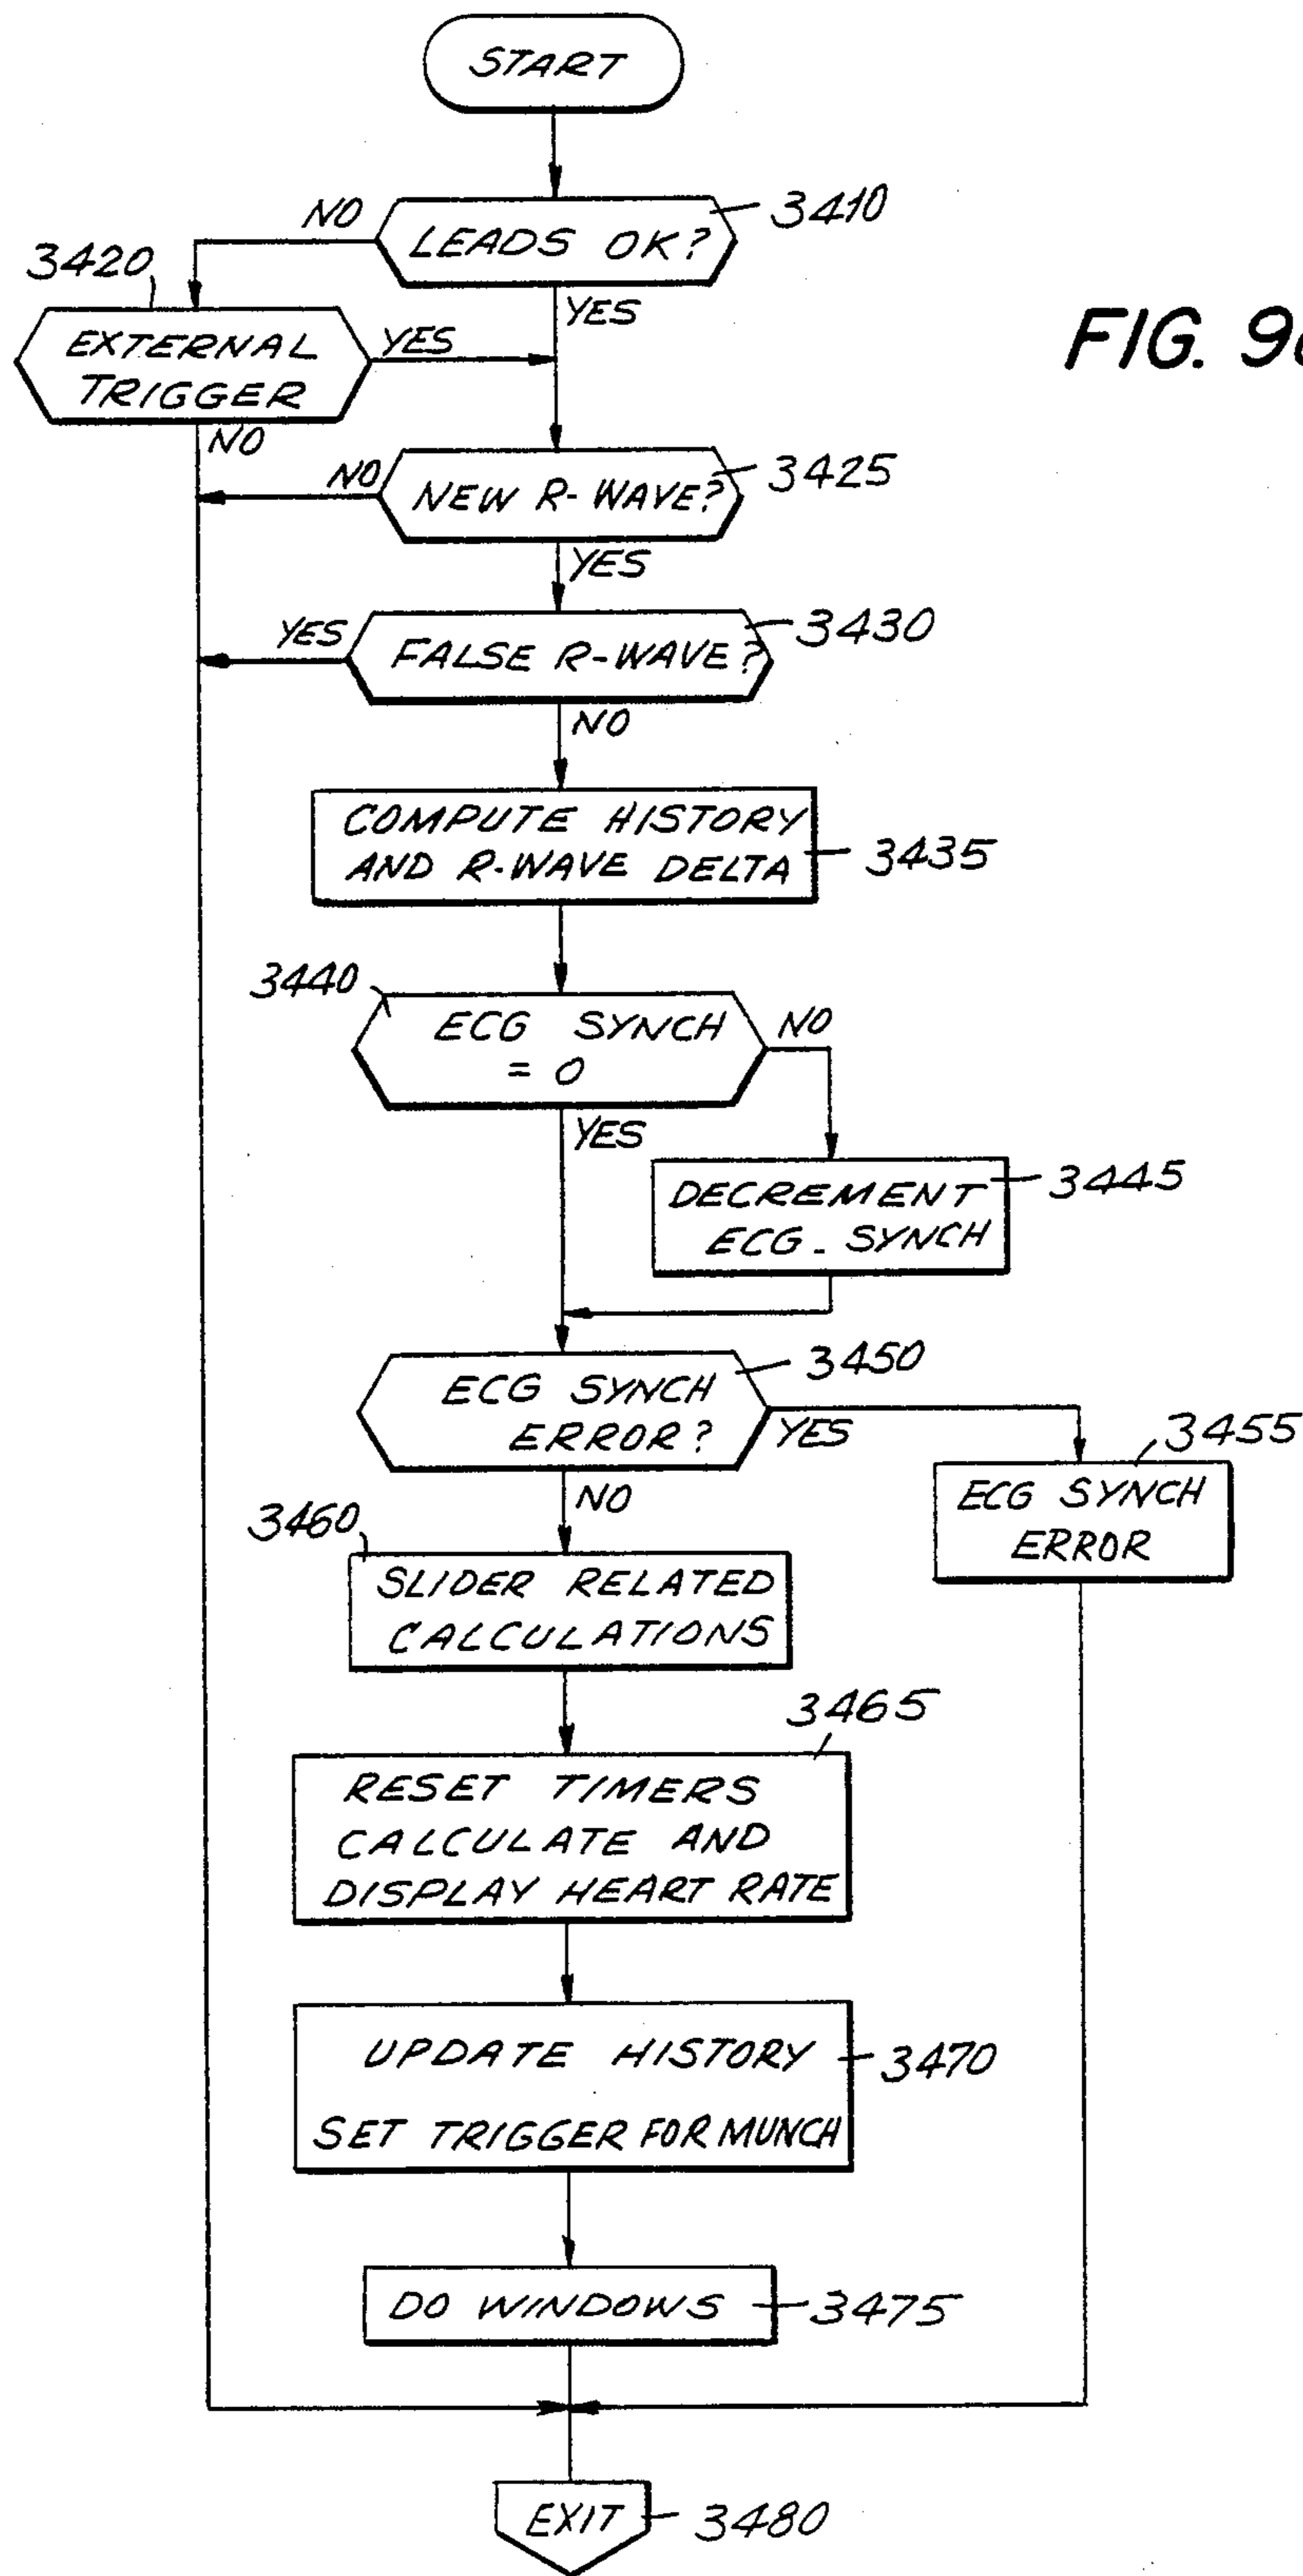 START
NO
LEADS OK?
3410
3420
YES
EXTERNAL
TRIGGER
YES
FIG. 9
NO
NO
NEW R-WAVE?
3425
YES
YES
FALSE R-WAVE?
3430
NO
COMPUTE HISTORY
AND R-WAVE DELTA
3435
3440
ECG SYNCH
= 0
NO
YES
DECREMENT
ECG_SYNCH
3445
ECG SYNCH
ERROR?
3450
YES
3455
ECG SYNCH
ERROR
NO
3460
SLIDER RELATED
CALCULATIONS
3465
RESET TIMERS
CALCULATE AND
DISPLAY HEART RATE
UPDATE HISTORY
SET TRIGGER FOR MUNCH
3470
DO WINDOWS
3475
EXIT
3480